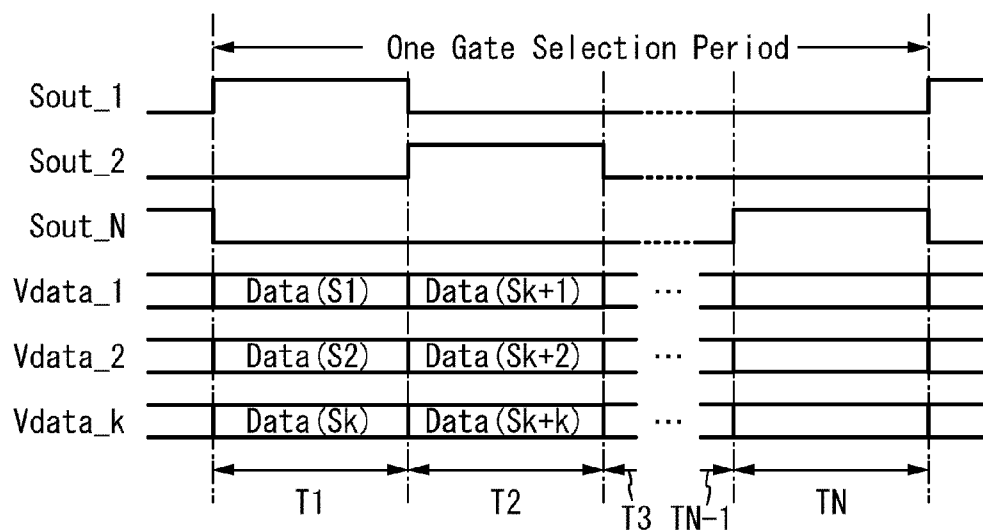 One Gate Selection Period
Sout_1
Sout_2
Sout_N
Vdata_1 Data(S1) Data(Sk+1) ...
Vdata_2 Data(S2) Data(Sk+2) ...
Vdata_k Data(Sk) Data(Sk+k) ...
T1 T2 T3 TN-1 TN